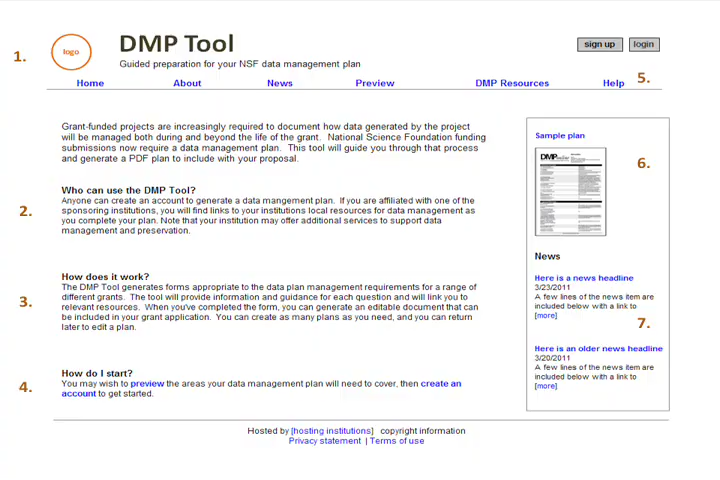 1.
logo
DMP Tool
Guided preparation for your NSF data management plan
sign up
login
Home
About
News
Preview
DMP Resources
Help
5.
Grant-funded projects are increasingly required to document how data generated by the project
will be managed both during and beyond the life of the grant. National Science Foundation funding
submissions now require a data management plan. This tool will guide you through that process
and generate a PDF plan to include with your proposal.
2.
Who can use the DMP Tool?
Anyone can create an account to generate a data mangement plan. If you are affiliated with one of the
sponsoring institutions, you will find links to your institutions local resources for data management as
you complete your plan. Note that your institution may offer additional services to support data
management and preservation.
3.
How does it work?
The DMP Tool generates forms appropriate to the data plan management requirements for a range of
different grants. The tool will provide information and guidance for each question and will link you to
relevant resources. When you've completed the form, you can generate an editable document that can
be included in your grant application. You can create as many plans as you need, and you can return
later to edit a plan.
4.
How do I start?
You may wish to preview the areas your data management plan will need to cover, then create an
account to get started.
Sample plan
6.
DMP
News
Here is a news headline
3/23/2011
A few lines of the news item are
included below with a link to
[more]
7.
Here is an older news headline
3/20/2011
A few lines of the news item are
included below with a link to
[more]
Hosted by [hosting institutions] copyright information
Privacy statement | Terms of use